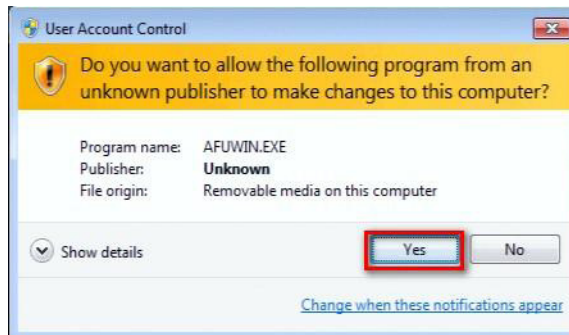 User Account Control
Do you want to allow the following program from an
unknown publisher to make changes to this computer?
Program name: AFUWIN.EXE
Publisher: Unknown
File origin: Removable media on this computer
Show details
Yes
No
Change when these notifications appear